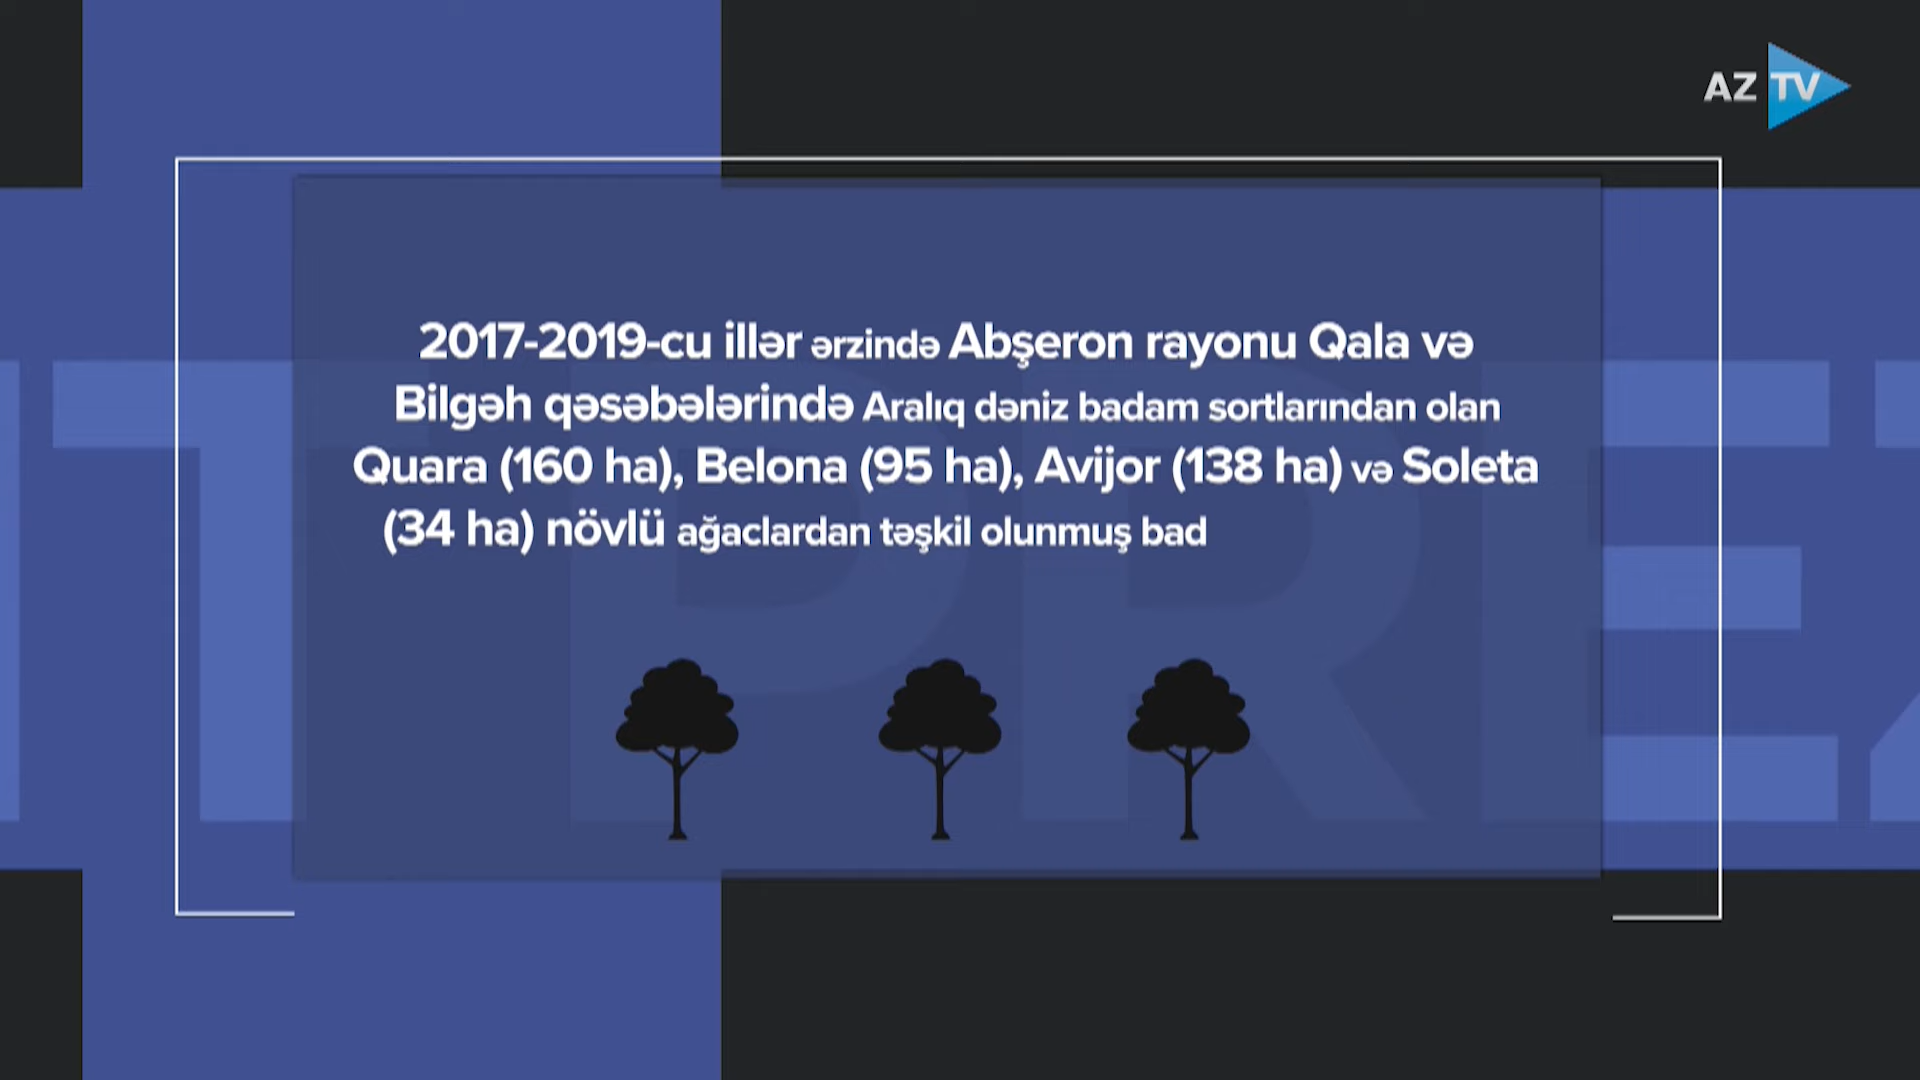 AZ TV
2017-2019-cu illər ərzində Abşeron rayonu Qala və
Bilgəh qəsəbələrində Aralıq dəniz badam sortlarından olan
Quara (160 ha), Belona (95 ha), Avijor (138 ha) və Soleta
(34 ha) növlü ağaclardan təşkil olunmuş bad
T PREZ